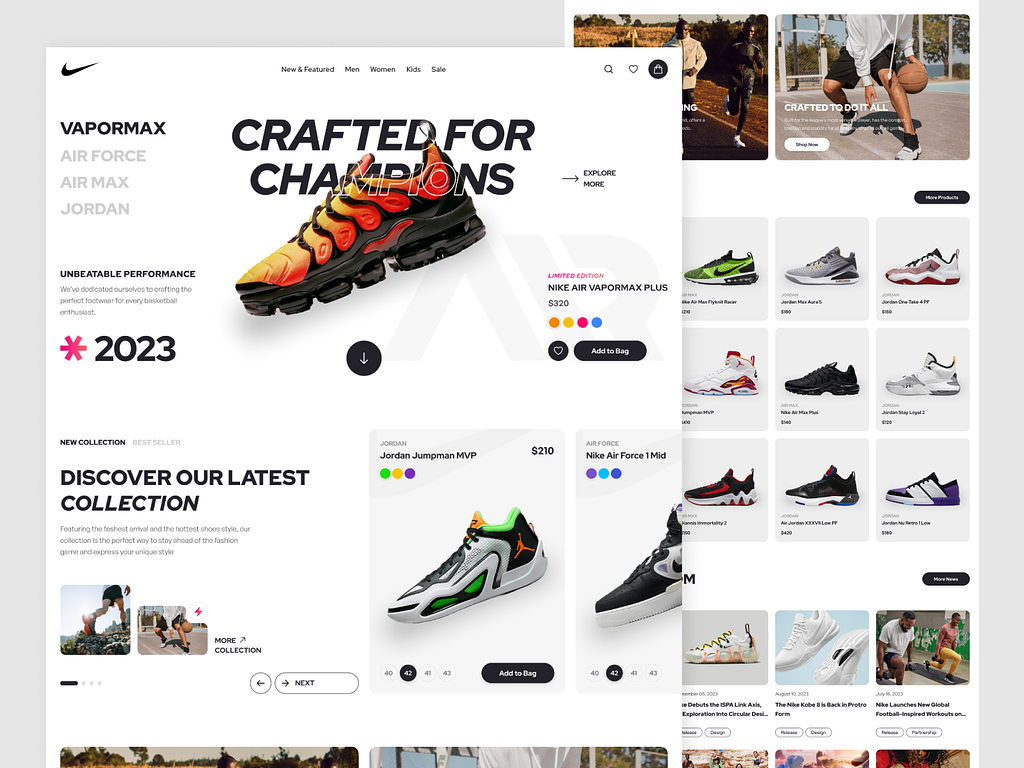 New & Featured
Men
Women
Kids
Sale
VAPORMAX
AIR FORCE
AIR MAX
JORDAN
CRAFTED FOR
CHAMPIONS
EXPLORE
MORE
UNBEATABLE PERFORMANCE
We've dedicated ourselves to crafting the
perfect footwear for every basketball
enthusiast.
2023
AIR
LIMITED EDITION
NIKE AIR VAPORMAX PLUS
$320
Add to Bag
NEW COLLECTION
BEST SELLER
DISCOVER OUR LATEST
COLLECTION
Featuring the feshest arrival and the hottest shoes style, our
collection is the perfect way to stay ahead of the fashion
game and express your unique style
MORE
COLLECTION
NEXT
JORDAN
Jordan Jumpman MVP
$210
40
42
41
43
Add to Bag
AIR FORCE
Nike Air Force 1 Mid
40
42
41
43
CRAFTED TO DO IT ALL
Shop Now
More Products
Air Max Flyknit Racer
JORDAN
Jordan Max Aura 5
$180
JORDAN
Jordan One Take 4 PF
$150
JORDAN
Jumpman MVP
AIR MAX
Nike Air Max Plus
$140
JORDAN
Jordan Stay Loyal 2
$120
Immortality 2
JORDAN
Air Jordan XXXVII Low PF
$420
JORDAN
Jordan Nu Retro 1 Low
$180
More News
05, 2023
Debuts the ISPA Link Axis,
Exploration Into Circular Desi...
Release
Design
August 10, 2023
The Nike Kobe 8 is Back in Protro
Form
Release
Design
July 18, 2023
Nike Launches New Global
Football-Inspired Workouts on...
Release
Partnership